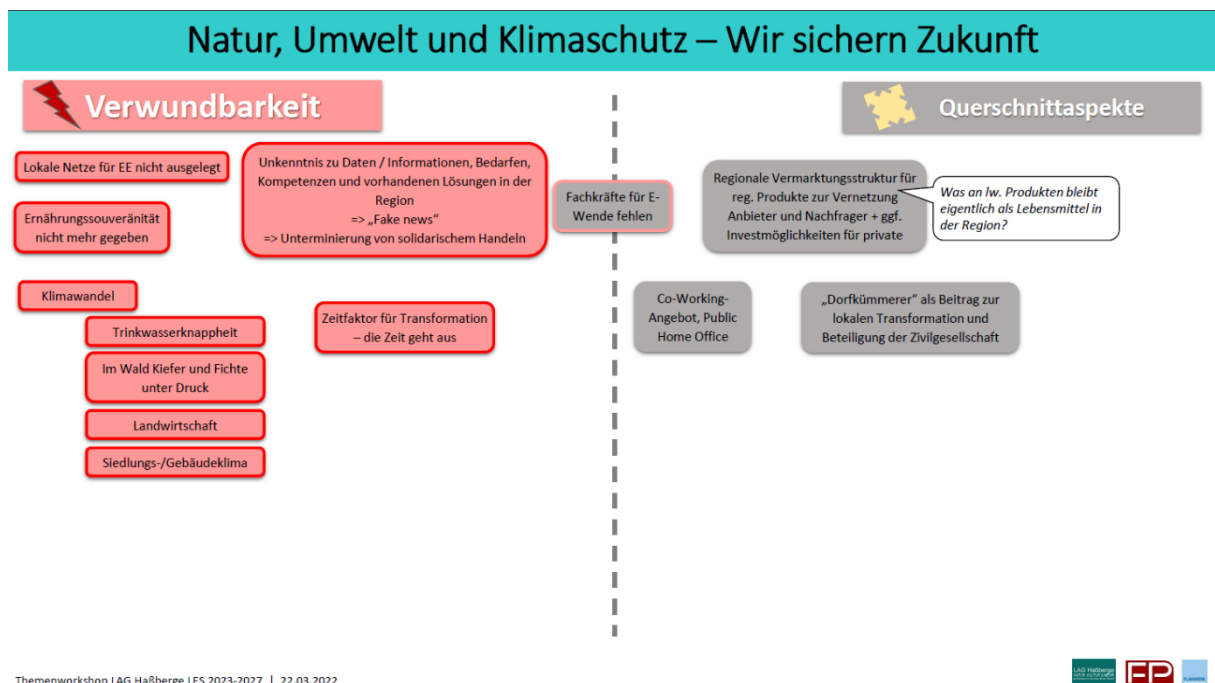 Natur, Umwelt und Klimaschutz – Wir sichern Zukunft
Verwundbarkeit
Lokale Netze für EE nicht ausgelegt
Ernährungssouveränität
nicht mehr gegeben
Unkenntnis zu Daten / Informationen, Bedarfen,
Kompetenzen und vorhandenen Lösungen in der
Region
=> „Fake news“
=> Unterminierung von solidarischem Handeln
Klimawandel
Trinkwasserknappheit
Im Wald Kiefer und Fichte
unter Druck
Landwirtschaft
Siedlungs-/Gebäudeklima
Zeitfaktor für Transformation
– die Zeit geht aus
Fachkräfte für E-
Wende fehlen
Querschnittaspekte
Regionale Vermarktungsstruktur für
reg. Produkte zur Vernetzung
Anbieter und Nachfrager + ggf.
Investmöglichkeiten für private
Was an lw. Produkten bleibt
eigentlich als Lebensmittel in
der Region?
Co-Working-
Angebot, Public
Home Office
„Dorfkümmerer“ als Beitrag zur
lokalen Transformation und
Beteiligung der Zivilgesellschaft
Themenworkshop LAG Haßberge LES 2023-2027 | 22.03.2022
LAG Haßberge